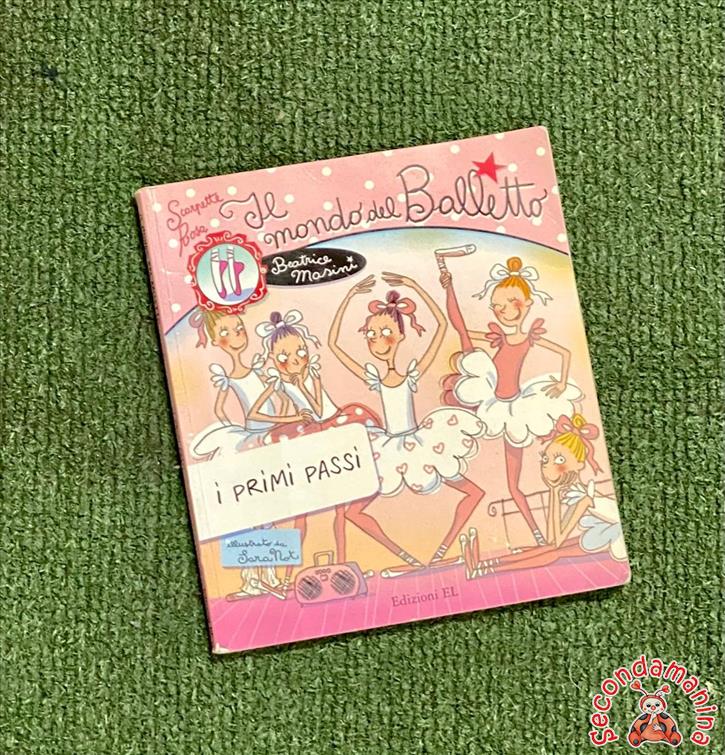 Scarpette
Rosa
Il
mondo del Balletto
Beatrice
Masini
i PRIMI PASSI
illustrato da
Sara Not
Edizioni EL
Secondamanina